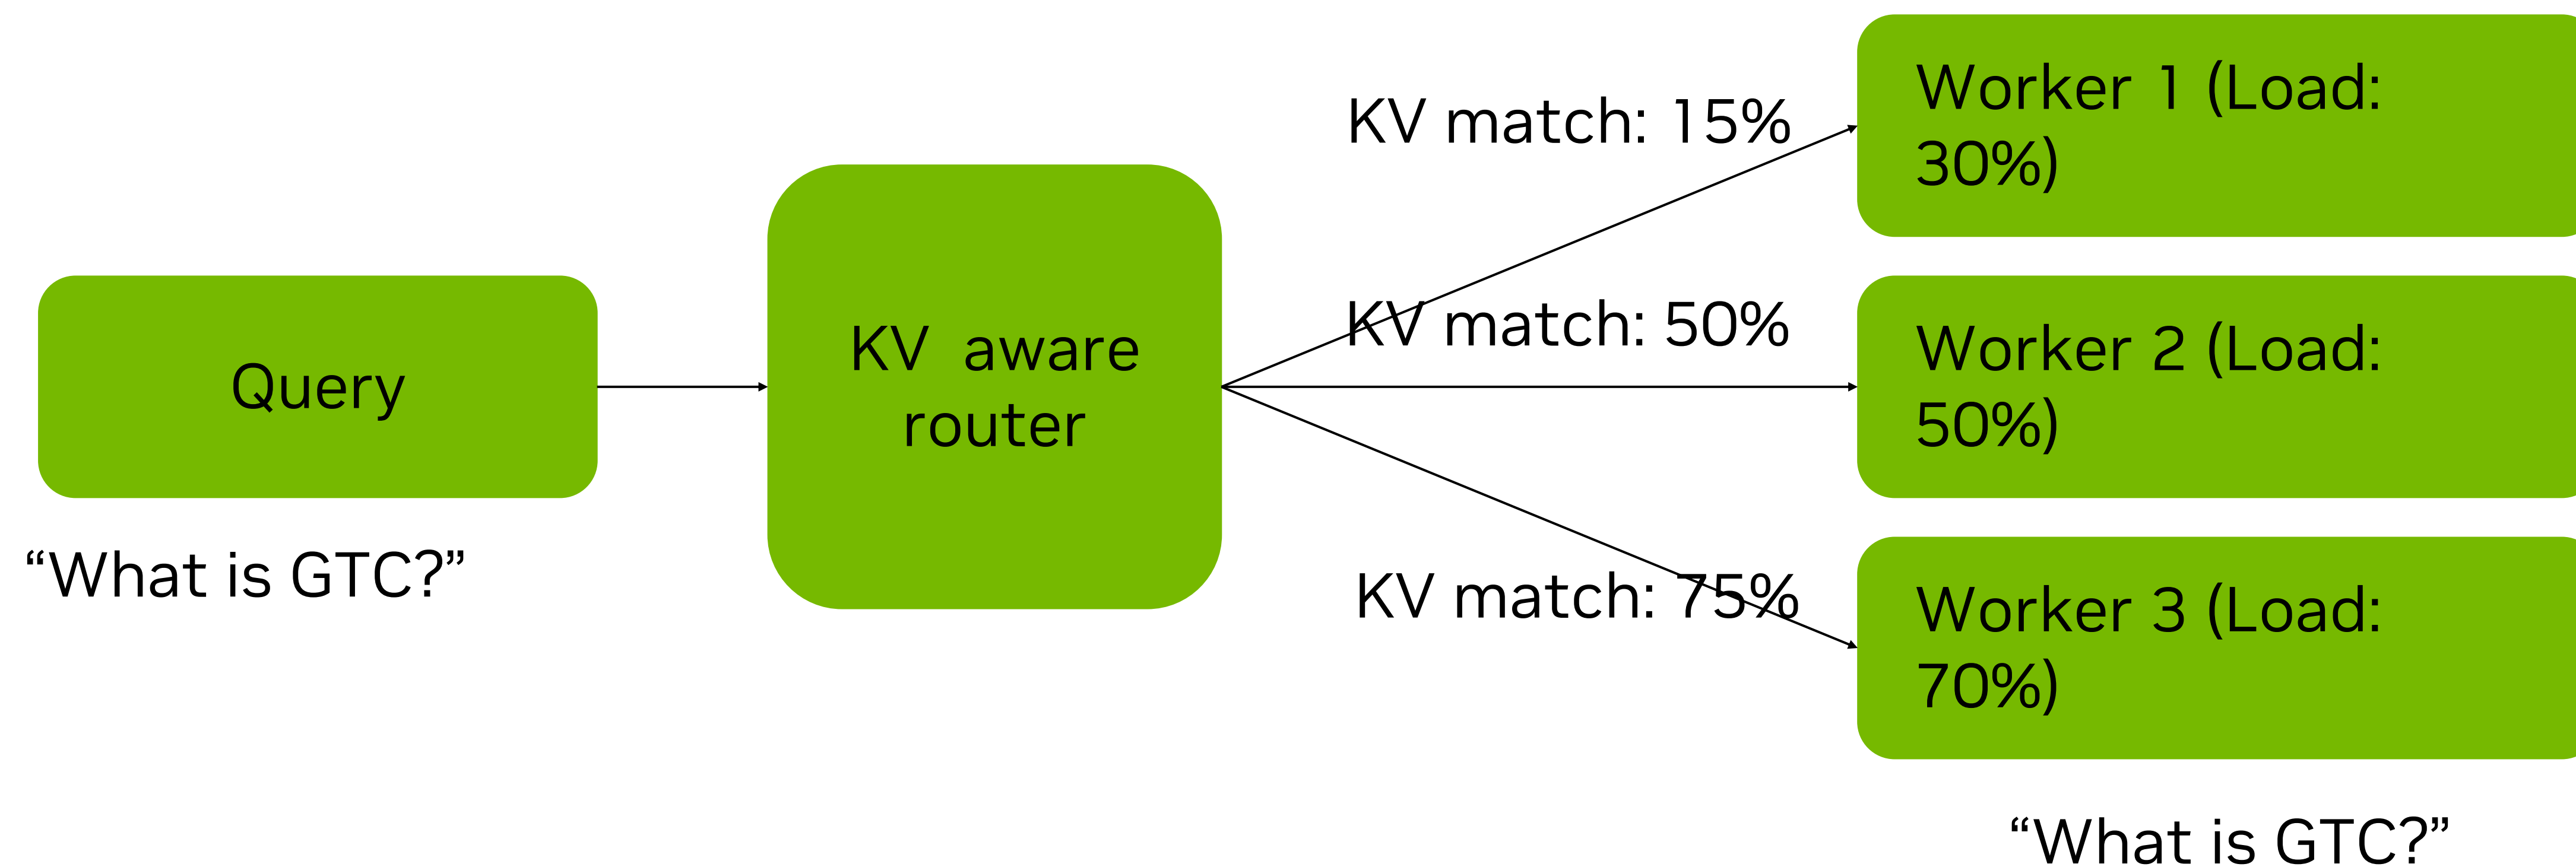 Query
“What is GTC?”
KV  aware
router
KV match: 15%
KV match: 50%
KV match: 75%
Worker 1 (Load:
30%)
Worker 2 (Load:
50%)
Worker 3 (Load:
70%)
“What is GTC?”